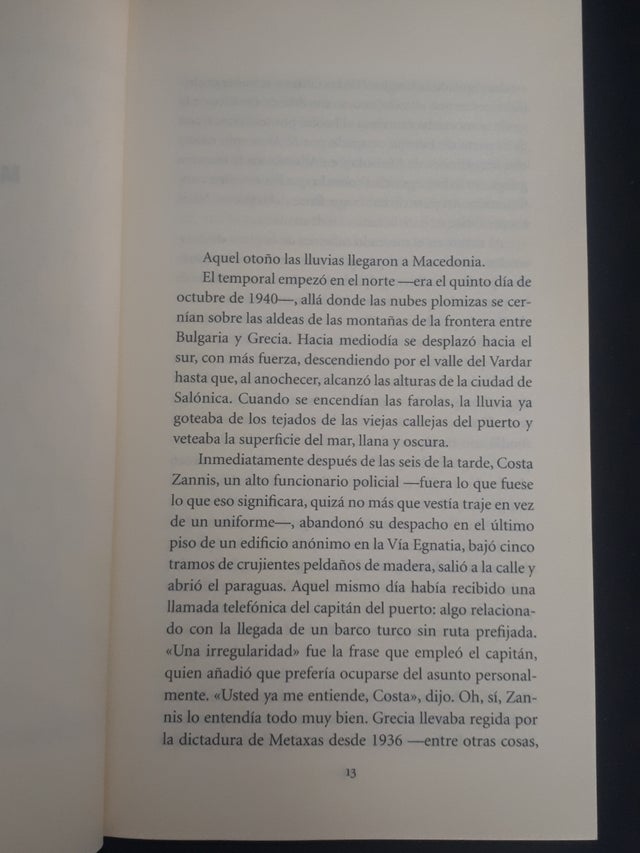 Aquel otoño las lluvias llegaron a Macedonia.
El temporal empezó en el norte —era el quinto día de
octubre de 1940—, allá donde las nubes plomizas se cer-
nían sobre las aldeas de las montañas de la frontera entre
Bulgaria y Grecia. Hacia mediodía se desplazó hacia el
sur, con más fuerza, descendiendo por el valle del Vardar
hasta que, al anochecer, alcanzó las alturas de la ciudad de
Salónica. Cuando se encendían las farolas, la lluvia ya
goteaba de los tejados de las viejas callejas del puerto y
veteaba la superficie del mar, llana y oscura.
Inmediatamente después de las seis de la tarde, Costa
Zannis, un alto funcionario policial —fuera lo que fuese
lo que eso significara, quizá no más que vestía traje en vez
de un uniforme—, abandonó su despacho en el último
piso de un edificio anónimo en la Vía Egnatia, bajó cinco
tramos de crujientes peldaños de madera, salió a la calle y
abrió el paraguas. Aquel mismo día había recibido una
llamada telefónica del capitán del puerto: algo relaciona-
do con la llegada de un barco turco sin ruta prefijada.
«Una irregularidad» fue la frase que empleó el capitán,
quien añadió que prefería ocuparse del asunto personal-
mente. «Usted ya me entiende, Costa», dijo. Oh, sí, Zan-
nis lo entendía todo muy bien. Grecia llevaba regida por
la dictadura de Metaxas desde 1936 —entre otras cosas,
13